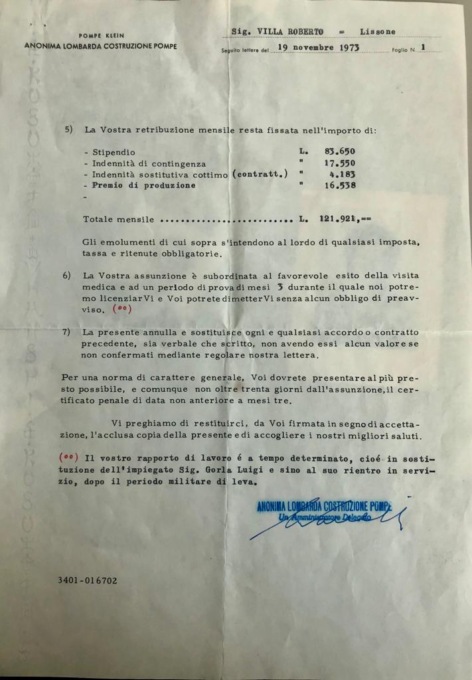 POMPE KLEIN
ANONIMA LOMBARDA COSTRUZIONE POMPE
Sig. VILLA ROBERTO = Lissone
Seguito lettera del 19 novembre 1973 Foglio N. 1
5) La Vostra retribuzione mensile resta fissata nell'importo di:
- Stipendio L. 83.650
- Indennità di contingenza " 17.550
- Indennità sostitutiva cottimo (contratt.) " 4.183
- Premio di produzione " 16.538
-
Totale mensile .......................... L. 121.921,==
Gli emolumenti di cui sopra s'intendono al lordo di qualsiasi imposta,
tassa e ritenute obbligatorie.
6) La Vostra assunzione è subordinata al favorevole esito della visita
medica e ad un periodo di prova di mesi 3 durante il quale noi potre-
mo licenziarVi e Voi potrete dimetterVi senza alcun obbligo di preav-
viso. (**)
7) La presente annulla e sostituisce ogni e qualsiasi accordo o contratto
precedente, sia verbale che scritto, non avendo essi alcun valore se
non confermati mediante regolare nostra lettera.
Per una norma di carattere generale, Voi dovrete presentare al più pre-
sto possibile, e comunque non oltre trenta giorni dall'assunzione, il cer-
tificato penale di data non anteriore a mesi tre.
Vi preghiamo di restituirci, da Voi firmata in segno di accetta-
zione, l'acclusa copia della presente e di accogliere i nostri migliori saluti.
(**) Il vostro rapporto di lavoro é a tempo determinato, cioé in sosti-
tuzione dell'impiegato Sig. Gorla Luigi e sino al suo rientro in servi-
zio, dopo il periodo militare di leva.
ANONIMA LOMBARDA COSTRUZIONE POMPE
Un Amministratore Delegato
3401-016702